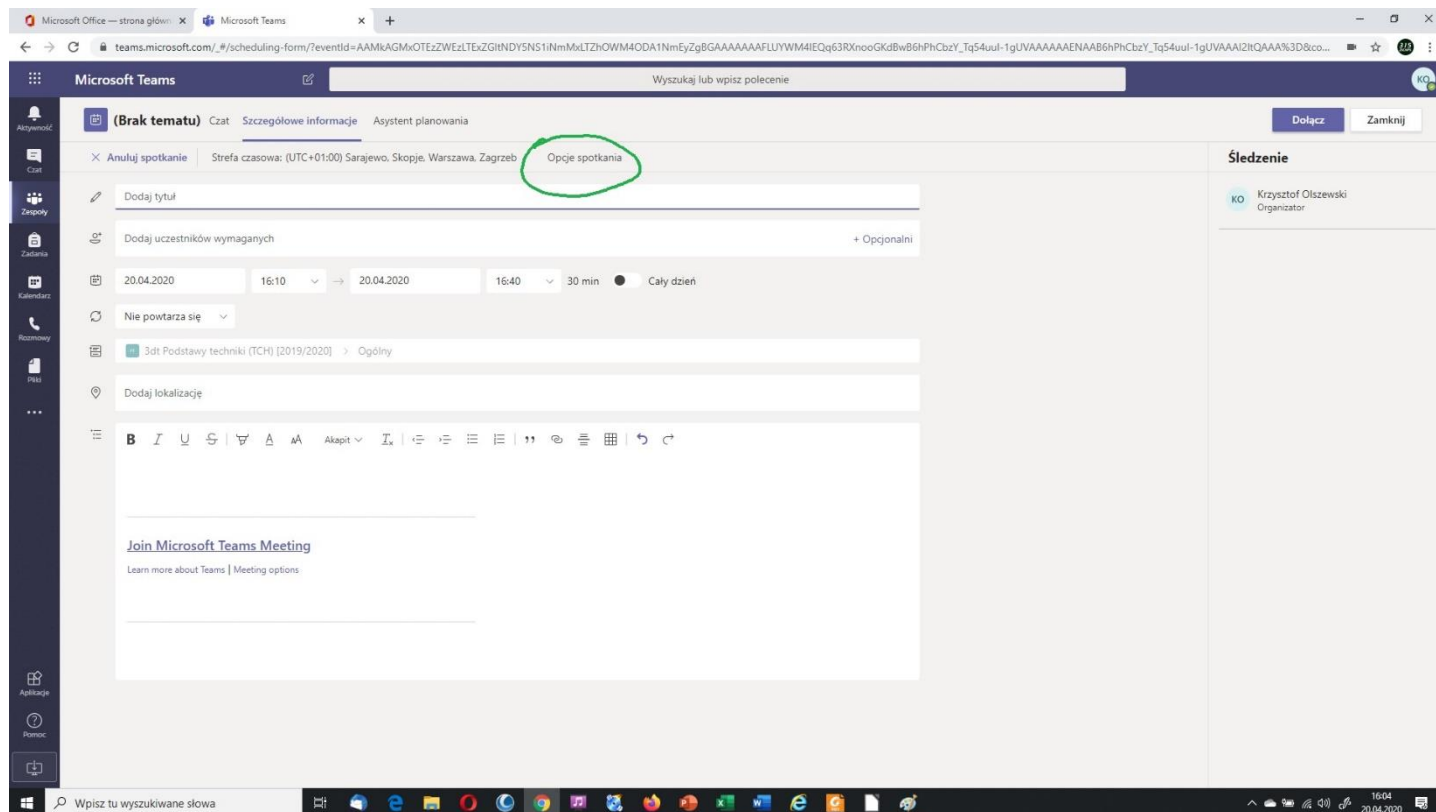 Microsoft Office — strona główn
Microsoft Teams
Microsoft Teams
Wyszukaj lub wpisz polecenie
KO
Aktywność
Czat
Zespoły
Zadania
Kalendarz
Rozmowy
Pliki
Aplikacje
Pomoc
(Brak tematu) Czat Szczegółowe informacje Asystent planowania
Dołącz Zamknij
Anuluj spotkanie Strefa czasowa: (UTC+01:00) Sarajewo, Skopje, Warszawa, Zagrzeb Opcje spotkania
Śledzenie
KO Krzysztof Olszewski
Organizator
Dodaj tytuł
Dodaj uczestników wymaganych + Opcjonalni
20.04.2020 16:10 → 20.04.2020 16:40 30 min Cały dzień
Nie powtarza się
3dt Podstawy techniki (TCH) [2019/2020] > Ogólny
Dodaj lokalizację
B I U S A AA Akapit
Join Microsoft Teams Meeting
Learn more about Teams | Meeting options
Wpisz tu wyszukiwane słowa
16:04
20.04.2020